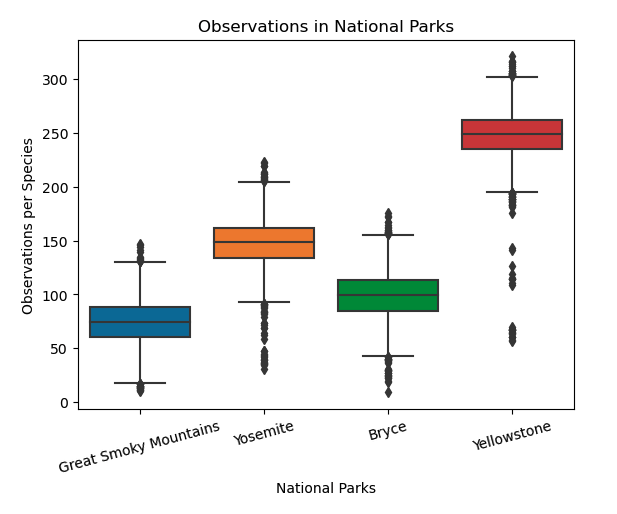 Observations in National Parks
Observations per Species
300
250
200
150
100
50
0
Great Smoky Mountains
Yosemite
Bryce
Yellowstone
National Parks